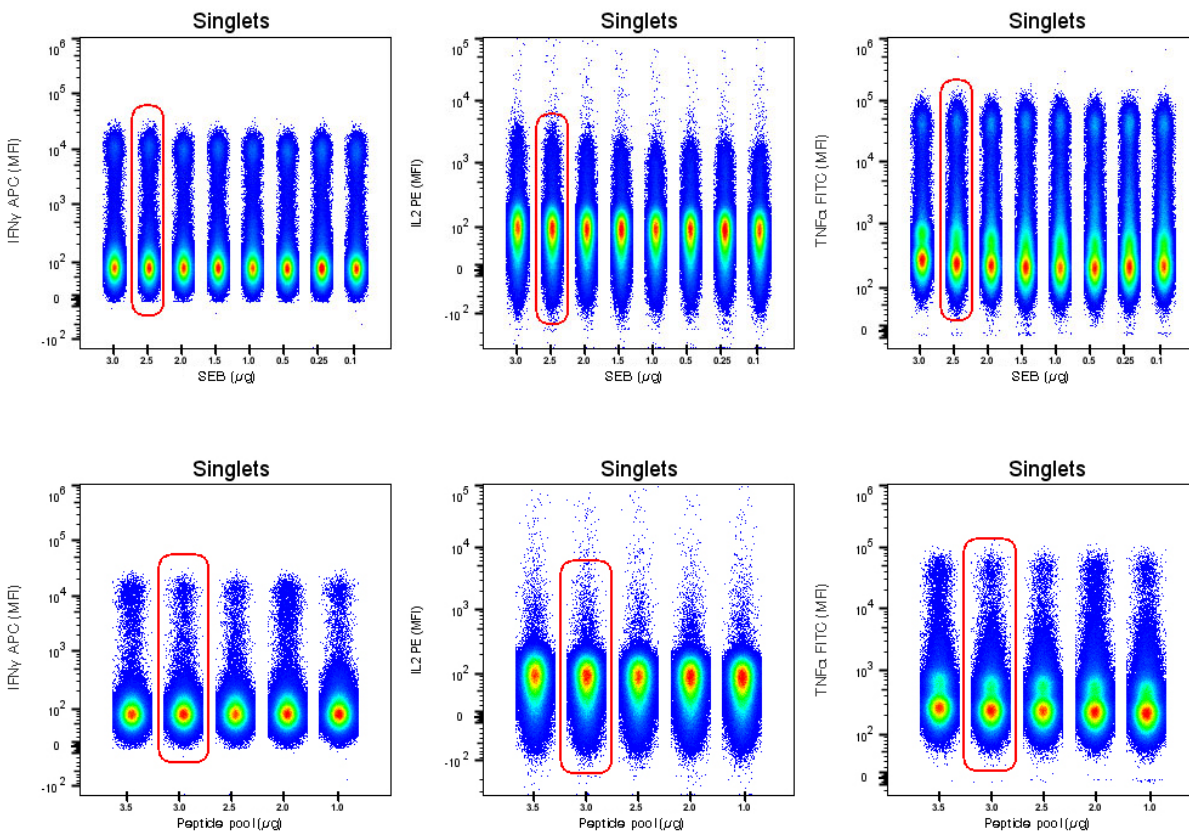 Singlets
IFNγ APC (MFI)
10^6
10^5
10^4
10^3
10^2
0
-10^2
3.0 2.5 2.0 1.5 1.0 0.5 0.25 0.1
SEB (µg)
Singlets
IL2 PE (MFI)
10^5
10^4
10^3
10^2
0
-10^2
3.0 2.5 2.0 1.5 1.0 0.5 0.25 0.1
SEB (µg)
Singlets
TNFα FITC (MFI)
10^6
10^5
10^4
10^3
10^2
0
3.0 2.5 2.0 1.5 1.0 0.5 0.25 0.1
SEB (µg)
Singlets
IFNγ APC (MFI)
10^6
10^5
10^4
10^3
10^2
0
-10^2
3.5 3.0 2.5 2.0 1.0
Peptide pool (µg)
Singlets
IL2 PE (MFI)
10^5
10^4
10^3
10^2
0
-10^2
3.5 3.0 2.5 2.0 1.0
Peptide pool (µg)
Singlets
TNFα FITC (MFI)
10^6
10^5
10^4
10^3
10^2
0
3.5 3.0 2.5 2.0 1.0
Peptide pool (µg)